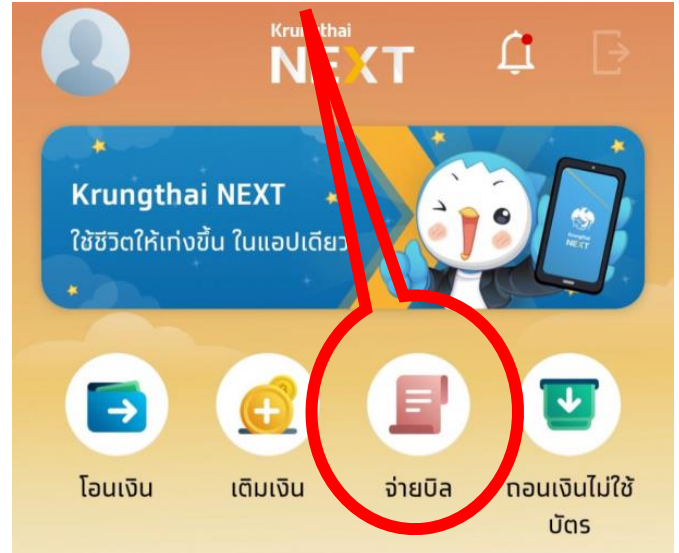 Krungthai
NEXT
Krungthai NEXT
ใช้ชีวิตให้เก่งขึ้น ในแอปเดียว
Krungthai
NEXT
โอนเงิน
เติมเงิน
จ่ายบิล
ถอนเงินไม่ใช้
บัตร